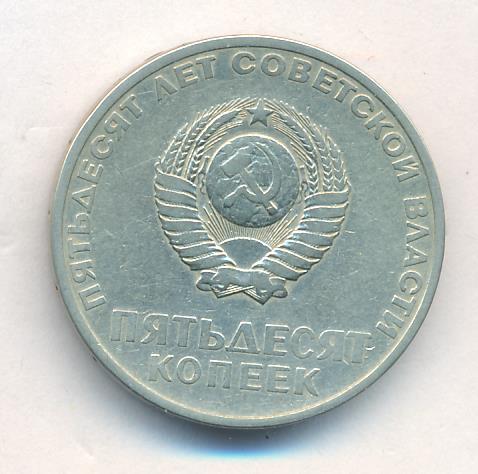 ПЯТЬДЕСЯТ ЛЕТ СОВЕТСКОЙ ВЛАСТИ
ПЯТЬДЕСЯТ
КОПЕЕК